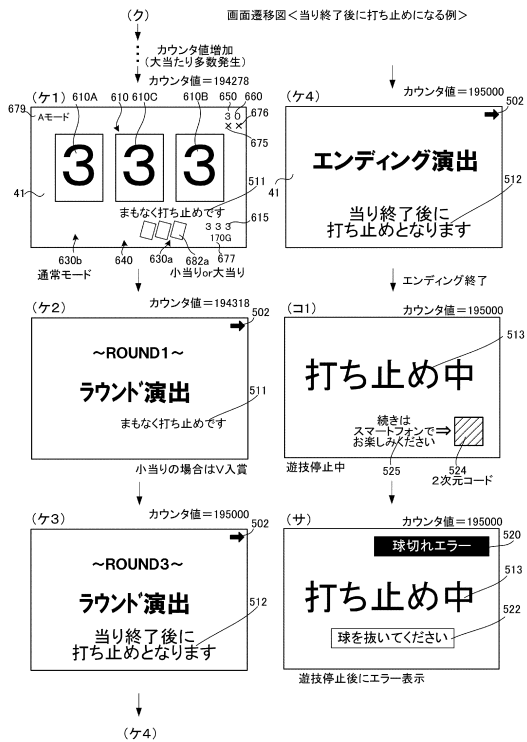 (ク)
画面遷移図＜当り終了後に打ち止めになる例＞
カウンタ値増加
(大当たり多数発生)
カウンタ値＝194278
(ケ1)
610A
610
610C
610B
650
660
679
Aモード
3 0
××
676
675
3
3
3
511
41
まもなく打ち止めです
615
3 3 3
170G
630b
640
630a
682a
677
通常モード
小当りor大当り
カウンタ値＝194318
(ケ2)
502
～ROUND1～
ラウンド演出
511
まもなく打ち止めです
小当りの場合はV入賞
(ケ3)
カウンタ値＝195000
502
～ROUND3～
ラウンド演出
512
当り終了後に
打ち止めとなります
(ケ4)
カウンタ値＝195000
(ケ4)
502
エンディング演出
512
41
当り終了後に
打ち止めとなります
エンディング終了
(コ1)
カウンタ値＝195000
513
打ち止め中
続きは
スマートフォンで
お楽しみください
⇒
遊技停止中
525
524
2次元コード
(サ)
カウンタ値＝195000
520
球切れエラー
513
打ち止め中
522
球を抜いてください
遊技停止後にエラー表示